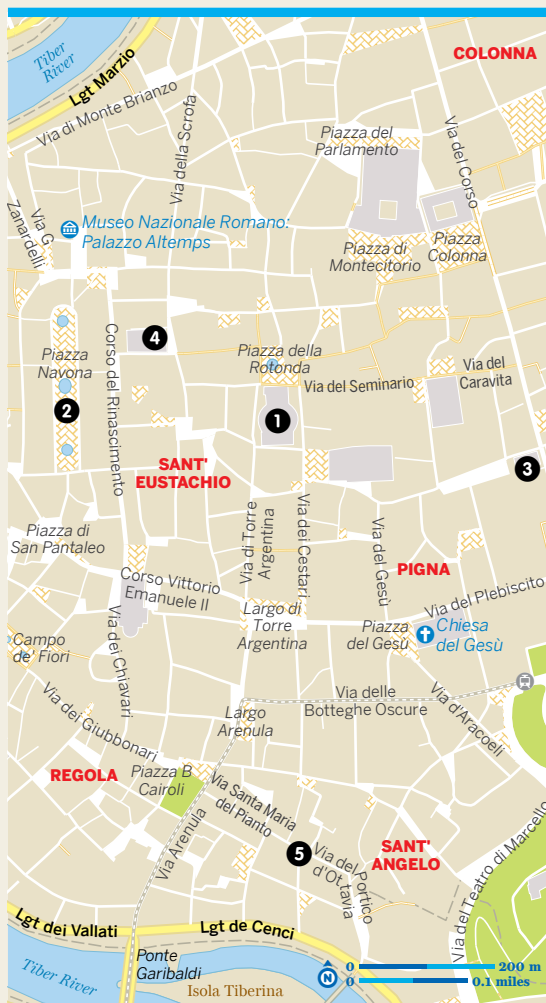 COLONNA
Tiber
River
Lgt Marzio
Via di Monte Brianzo
Via della Scrofa
Piazza del
Parlamento
Via del Corso
Via G
Zanardelli
Museo Nazionale Romano:
Palazzo Altemps
Piazza di
Montecitorio
Piazza
Colonna
4
Piazza
Navona
Corso del Rinascimento
Piazza della
Rotonda
Via del Seminario
Via del
Caravita
2
1
3
SANT'
EUSTACHIO
Piazza di
San Pantaleo
Via di Torre
Argentina
Via dei Cestari
Via del Gesù
PIGNA
Corso Vittorio
Emanuele II
Largo di
Torre
Argentina
Via del Plebiscito
Piazza
del Gesù
Chiesa
del Gesù
Campo
de' Fiori
Via dei Chiavari
Via dei Giubbonari
Largo
Arenula
Via delle
Botteghe Oscure
Via d'Aracoeli
REGOLA
Piazza B
Cairoli
Via Santa Maria
del Pianto
Via Arenula
5
Via del Portico
d'Ottavia
SANT'
ANGELO
Via del Teatro di Marcello
Lgt dei Vallati
Lgt de Cenci
Ponte
Garibaldi
Tiber River
Isola Tiberina
N
0 200 m
0 0.1 miles